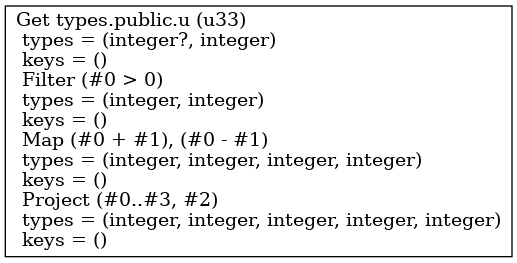 Get types.public.u (u33)
types = (integer?, integer)
keys = ()
Filter (#0 > 0)
types = (integer, integer)
keys = ()
Map (#0 + #1), (#0 - #1)
types = (integer, integer, integer, integer)
keys = ()
Project (#0..#3, #2)
types = (integer, integer, integer, integer, integer)
keys = ()